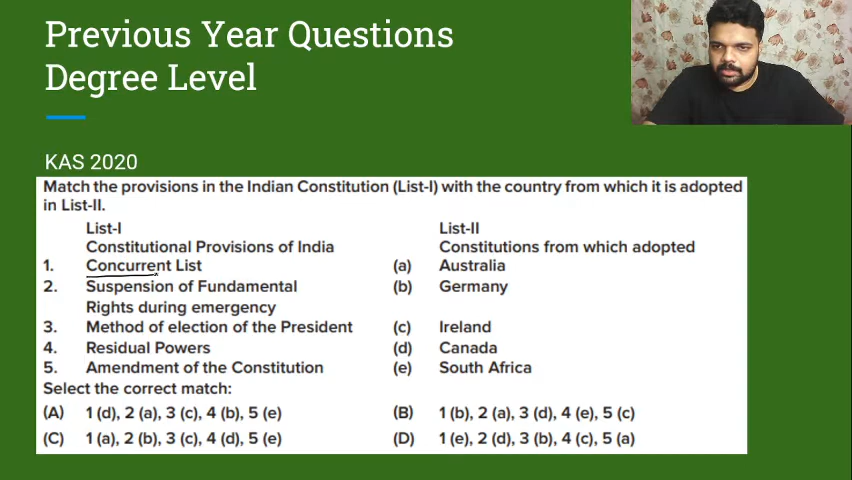 Previous Year Questions
Degree Level
KAS 2020
Match the provisions in the Indian Constitution (List-I) with the country from which it is adopted
in List-II.
List-I List-II
Constitutional Provisions of India Constitutions from which adopted
1. Concurrent List (a) Australia
2. Suspension of Fundamental (b) Germany
Rights during emergency
3. Method of election of the President (c) Ireland
4. Residual Powers (d) Canada
5. Amendment of the Constitution (e) South Africa
Select the correct match:
(A) 1 (d), 2 (a), 3 (c), 4 (b), 5 (e) (B) 1 (b), 2 (a), 3 (d), 4 (e), 5 (c)
(C) 1 (a), 2 (b), 3 (c), 4 (d), 5 (e) (D) 1 (e), 2 (d), 3 (b), 4 (c), 5 (a)